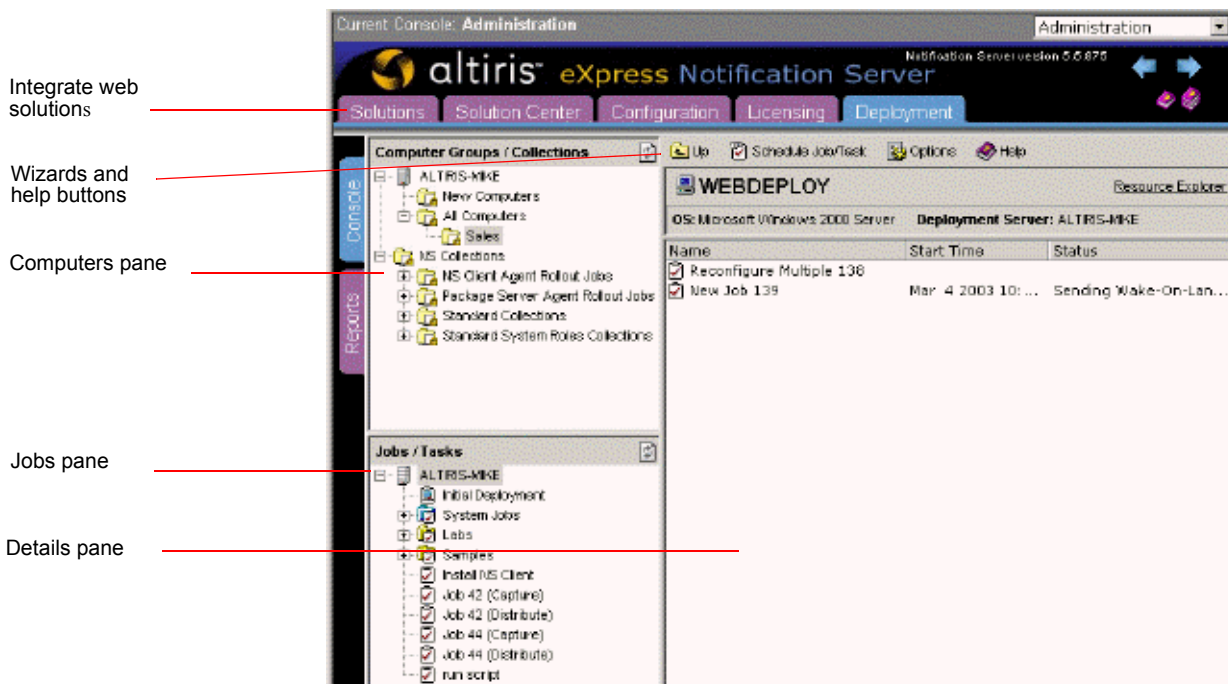 Current Console: Administration
Administration
altiris eXpress Notification Server
Notification Server version 5.5.875
Solutions
Solution Center
Configuration
Licensing
Deployment
Integrate web
solutions
Wizards and
help buttons
Computers pane
Jobs pane
Details pane
Console
Reports
Computer Groups / Collections
ALTIRIS-MIKE
New Computers
All Computers
Sales
NS Collections
NS Client Agent Rollout Jobs
Package Server Agent Rollout Jobs
Standard Collections
Standard System Roles Collections
Jobs / Tasks
ALTIRIS-MIKE
Initial Deployment
System Jobs
Labs
Samples
Install NS Client
Job 42 (Capture)
Job 42 (Distribute)
Job 44 (Capture)
Job 44 (Distribute)
run script
Up
Schedule Job/Task
Options
Help
WEBDEPLOY
Resource Explorer
OS: Microsoft Windows 2000 Server
Deployment Server: ALTIRIS-MIKE
Name Start Time Status
Reconfigure Multiple 138
New Job 139 Mar 4 2003 10: ... Sending Wake-On-Lan...